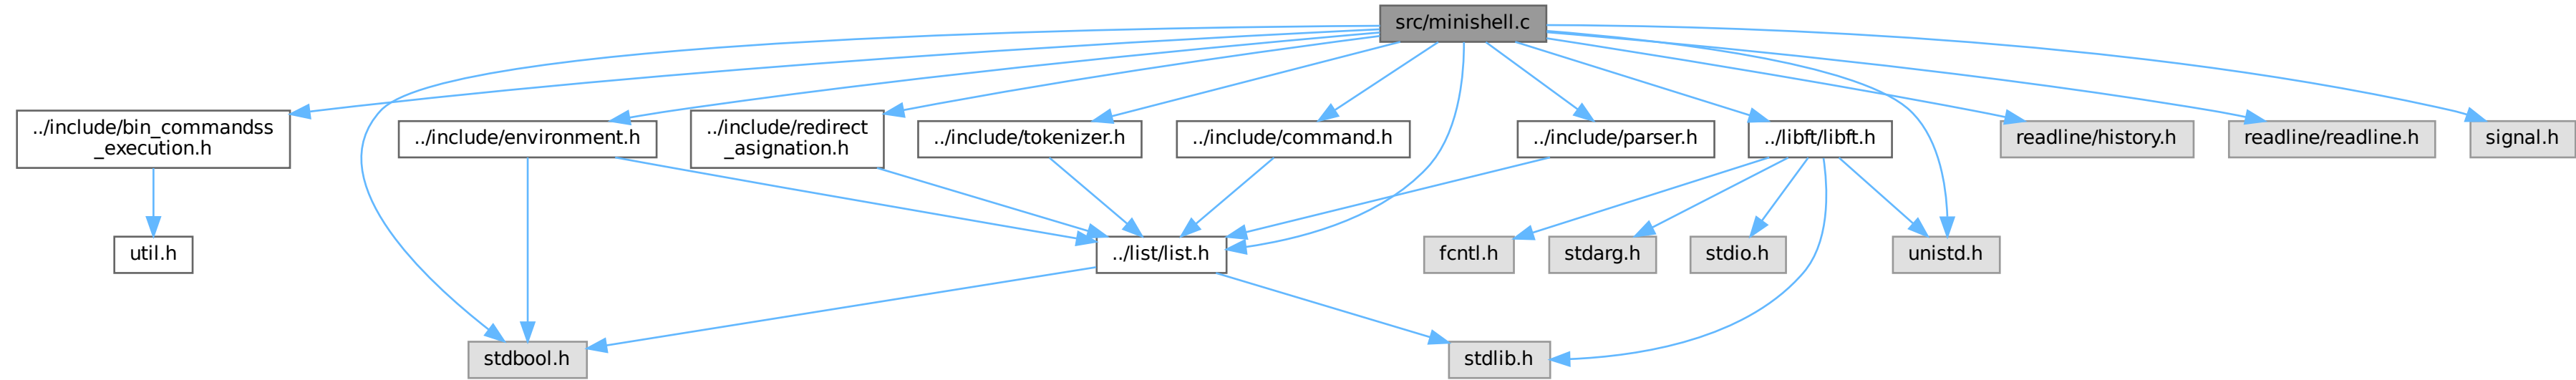 src/minishell.c
../include/bin_commandss
_execution.h
../include/environment.h
../include/redirect
_asignation.h
../include/tokenizer.h
../include/command.h
../include/parser.h
../libft/libft.h
readline/history.h
readline/readline.h
signal.h
util.h
../list/list.h
fcntl.h
stdarg.h
stdio.h
unistd.h
stdbool.h
stdlib.h